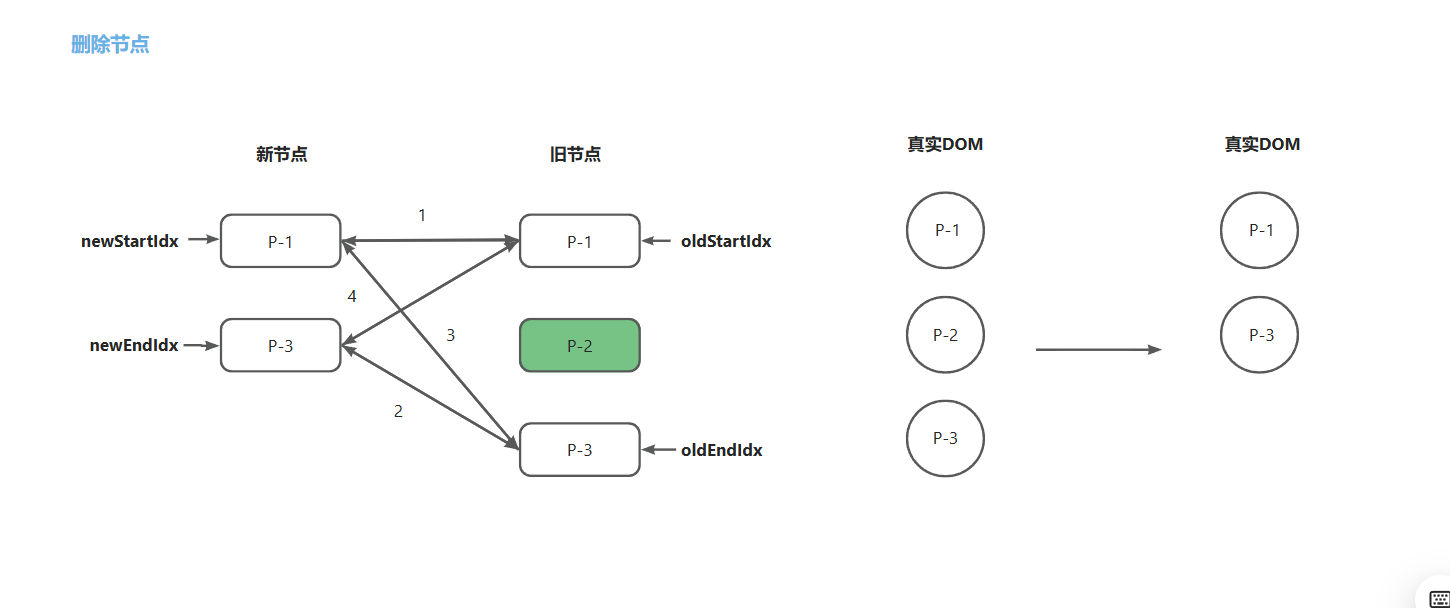 删除节点
新节点
旧节点
真实DOM
真实DOM
1
newStartIdx
P-1
P-1
oldStartIdx
P-1
P-1
4
3
newEndIdx
P-3
P-2
P-2
P-3
2
P-3
oldEndIdx
P-3